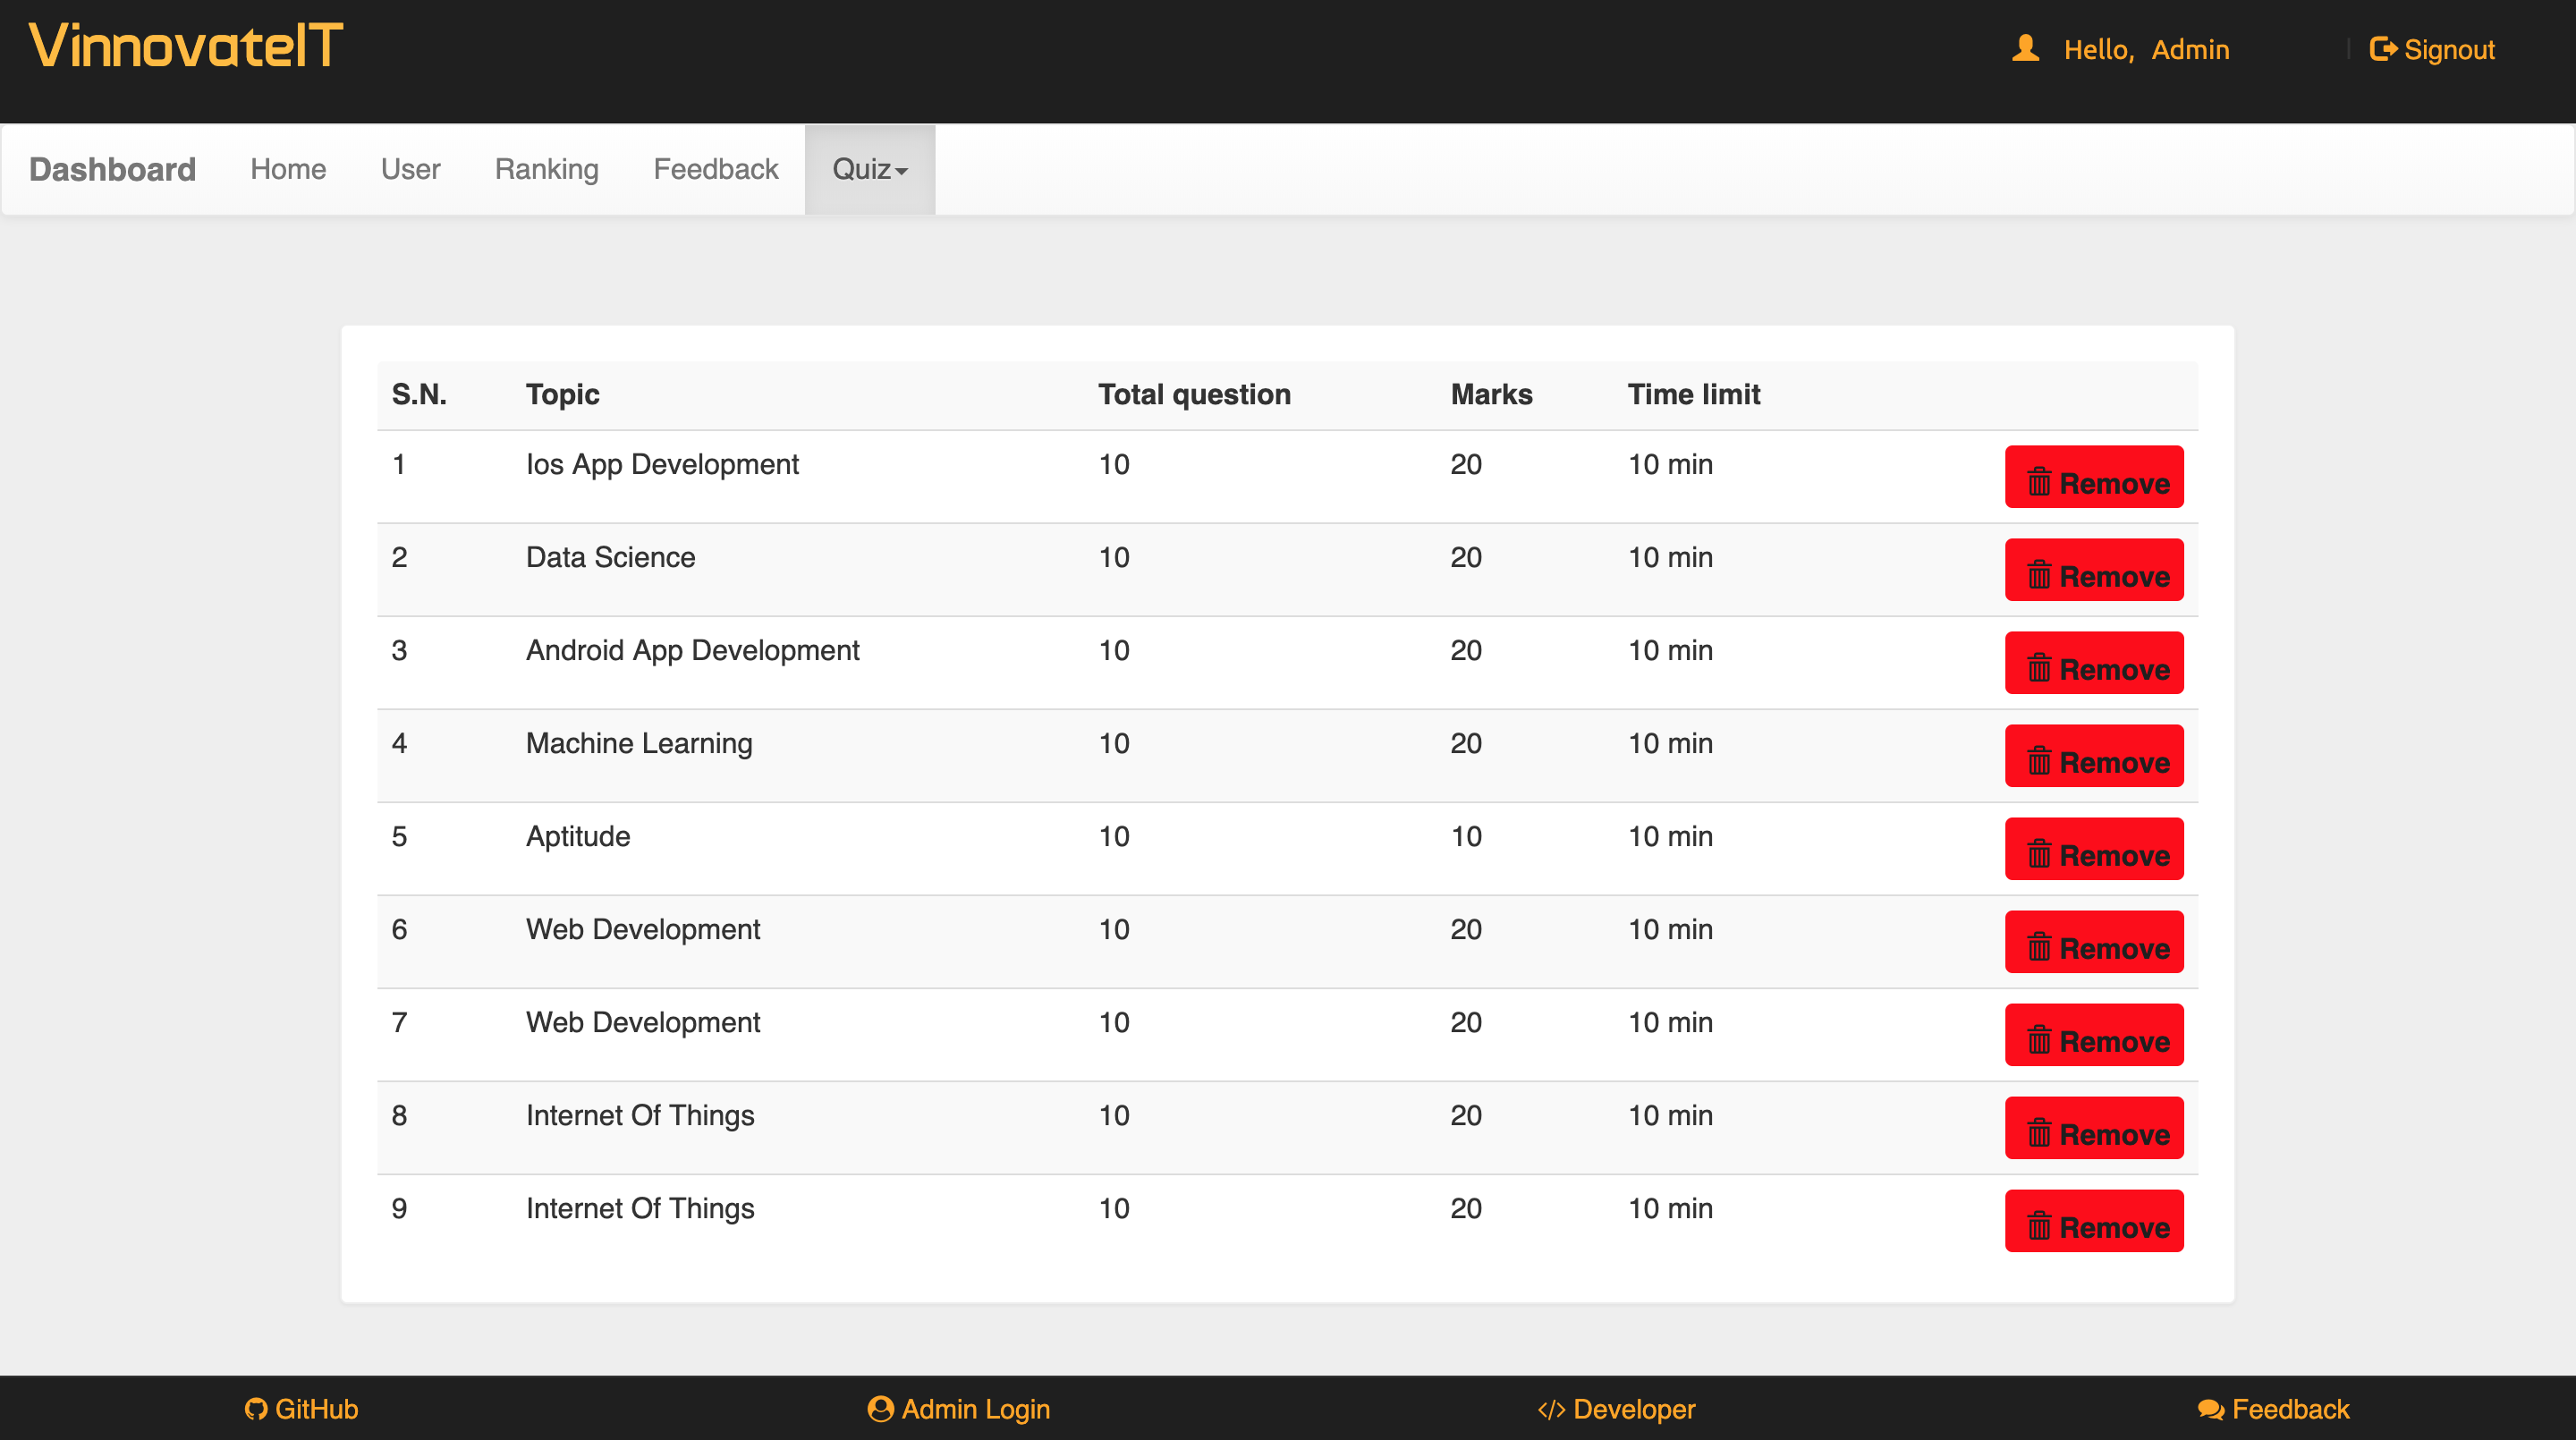 VinnovateIT
Hello, Admin | Signout
Dashboard Home User Ranking Feedback Quiz
S.N. Topic Total question Marks Time limit
1 Ios App Development 10 20 10 min Remove
2 Data Science 10 20 10 min Remove
3 Android App Development 10 20 10 min Remove
4 Machine Learning 10 20 10 min Remove
5 Aptitude 10 10 10 min Remove
6 Web Development 10 20 10 min Remove
7 Web Development 10 20 10 min Remove
8 Internet Of Things 10 20 10 min Remove
9 Internet Of Things 10 20 10 min Remove
GitHub Admin Login Developer Feedback